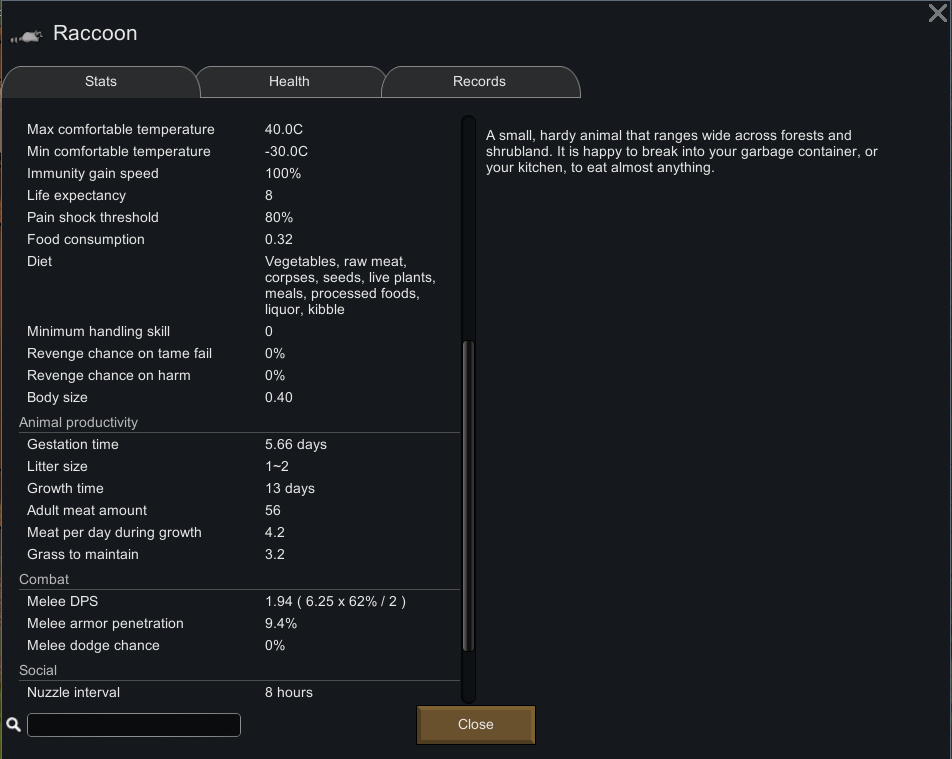 Raccoon
Stats Health Records
Max comfortable temperature 40.0C
Min comfortable temperature -30.0C
Immunity gain speed 100%
Life expectancy 8
Pain shock threshold 80%
Food consumption 0.32
Diet Vegetables, raw meat,
corpses, seeds, live plants,
meals, processed foods,
liquor, kibble
Minimum handling skill 0
Revenge chance on tame fail 0%
Revenge chance on harm 0%
Body size 0.40
Animal productivity
Gestation time 5.66 days
Litter size 1~2
Growth time 13 days
Adult meat amount 56
Meat per day during growth 4.2
Grass to maintain 3.2
Combat
Melee DPS 1.94 ( 6.25 x 62% / 2 )
Melee armor penetration 9.4%
Melee dodge chance 0%
Social
Nuzzle interval 8 hours
A small, hardy animal that ranges wide across forests and
shrubland. It is happy to break into your garbage container, or
your kitchen, to eat almost anything.
Close